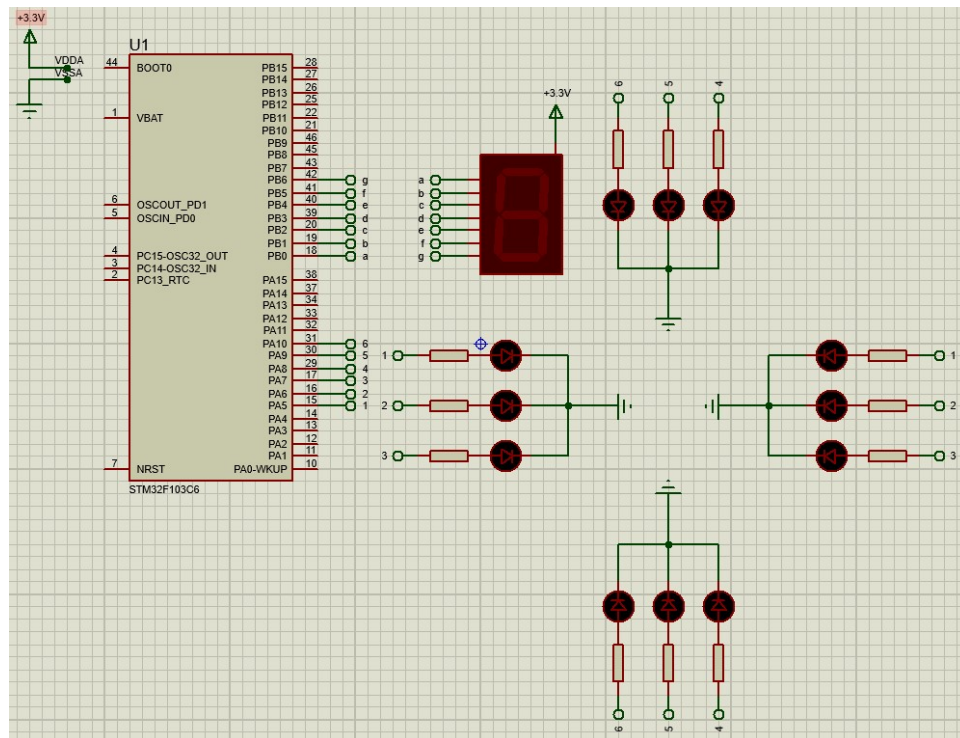 +3.3V
VDDA
VSSA
U1
44 BOOT0
1 VBAT
6 OSCOUT_PD1
5 OSCIN_PD0
4 PC15-OSC32_OUT
3 PC14-OSC32_IN
2 PC13_RTC
7 NRST
PB15 28
PB14 27
PB13 26
PB12 25
PB11 22
PB10 21
PB9 46
PB8 45
PB7 43
PB6 42 g
PB5 41 f
PB4 40 e
PB3 39 d
PB2 20 c
PB1 19 b
PB0 18 a
PA15 38
PA14 37
PA13 34
PA12 33
PA11 32
PA10 31 6
PA9 30 5
PA8 29 4
PA7 17 3
PA6 16 2
PA5 15 1
PA4 14
PA3 13
PA2 12
PA1 11
PA0-WKUP 10
STM32F103C6
+3.3V
a
b
c
d
e
f
g
6 5 4
1
2
3
1
2
3
6 5 4